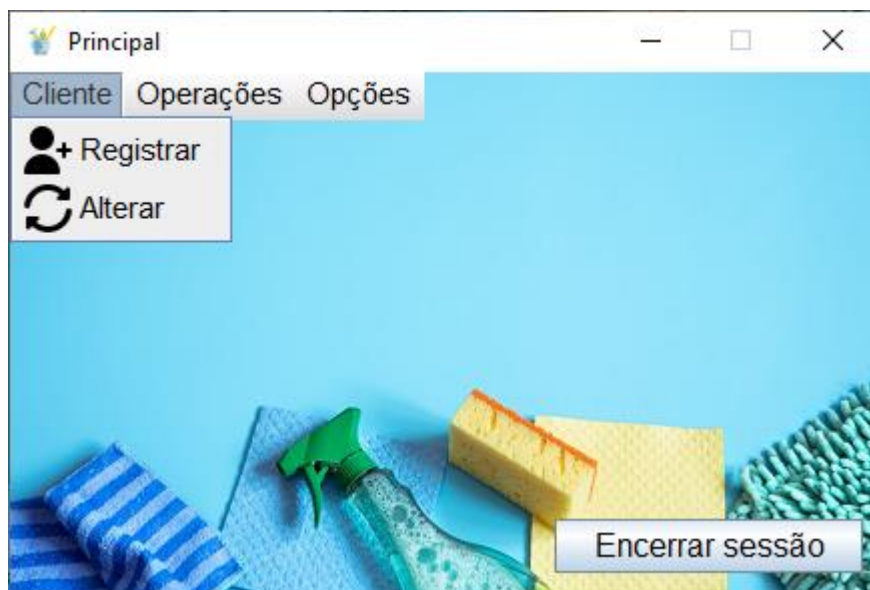 Principal
Cliente Operações Opções
Registrar
Alterar
Encerrar sessão